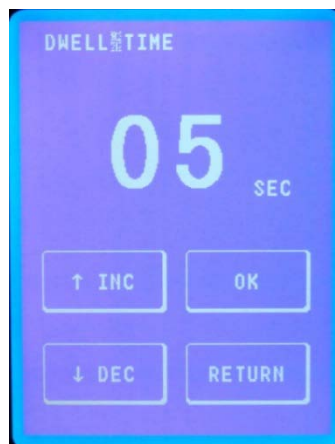 DWELL TIME
05
SEC
↑ INC
OK
↓ DEC
RETURN